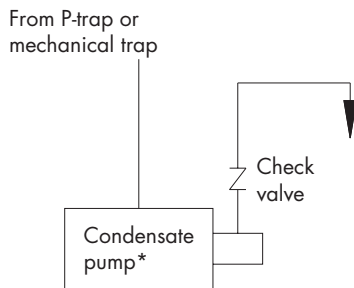 From P-trap or
mechanical trap
Check
valve
Condensate
pump*